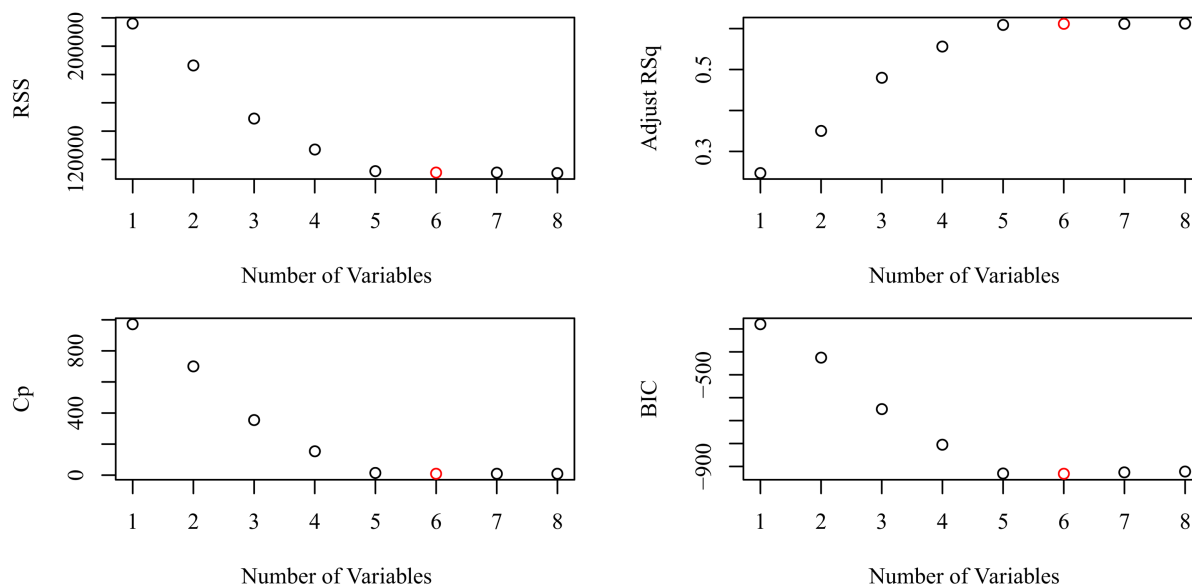 RSS
200000
120000
1 2 3 4 5 6 7 8
Number of Variables
Adjust RSq
0.5
0.3
1 2 3 4 5 6 7 8
Number of Variables
Cp
800
400
0
1 2 3 4 5 6 7 8
Number of Variables
BIC
−500
−900
1 2 3 4 5 6 7 8
Number of Variables